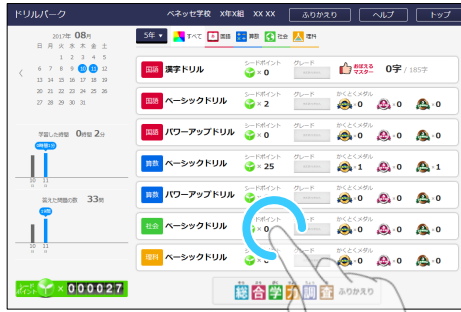 ドリルパーク
ベネッセ学校 X年X組 XX XX
ふりかえり
ヘルプ
トップ
2017年 08月
日 月 火 水 木 金 土
1 2 3 4 5
6 7 8 9 10 11 12
13 14 15 16 17 18 19
20 21 22 23 24 25 26
27 28 29 30 31
学習した時間 0時間 2分
0時間1分
10 11
日 日
答えた問題の数 33問
10 11
日 日
シードポイント × 000027
5年 すべて 国語 算数 社会 理科
国語 漢字ドリル シードポイント × 0 グレード おぼえるマスター 0字 / 185字
国語 ベーシックドリル シードポイント × 2 グレード かくとくメダル ・0 ・0 ・0
国語 パワーアップドリル シードポイント × 0 グレード かくとくメダル ・0 ・0 ・0
算数 ベーシックドリル シードポイント × 25 グレード かくとくメダル ・1 ・0 ・1
算数 パワーアップドリル シードポイント × 0 グレード かくとくメダル ・0 ・0 ・0
社会 ベーシックドリル シードポイント × 0 グレード かくとくメダル ・0 ・0 ・0
理科 ベーシックドリル グレード かくとくメダル ・0 ・0 ・0
総合学力調査 ふりかえり